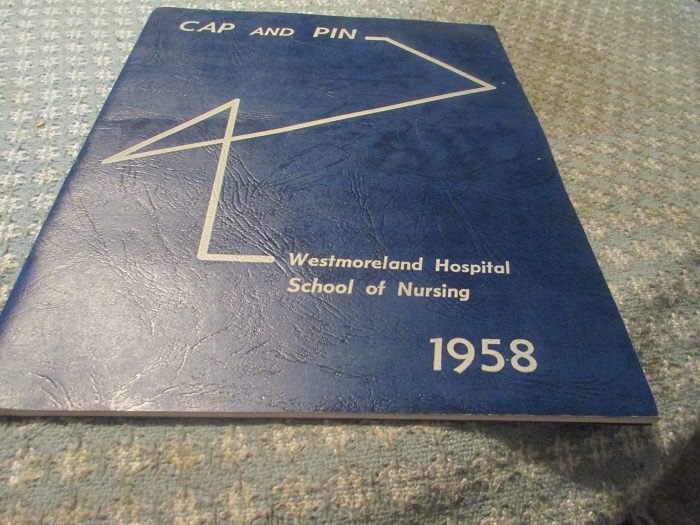 CAP AND PIN
Westmoreland Hospital
School of Nursing
1958